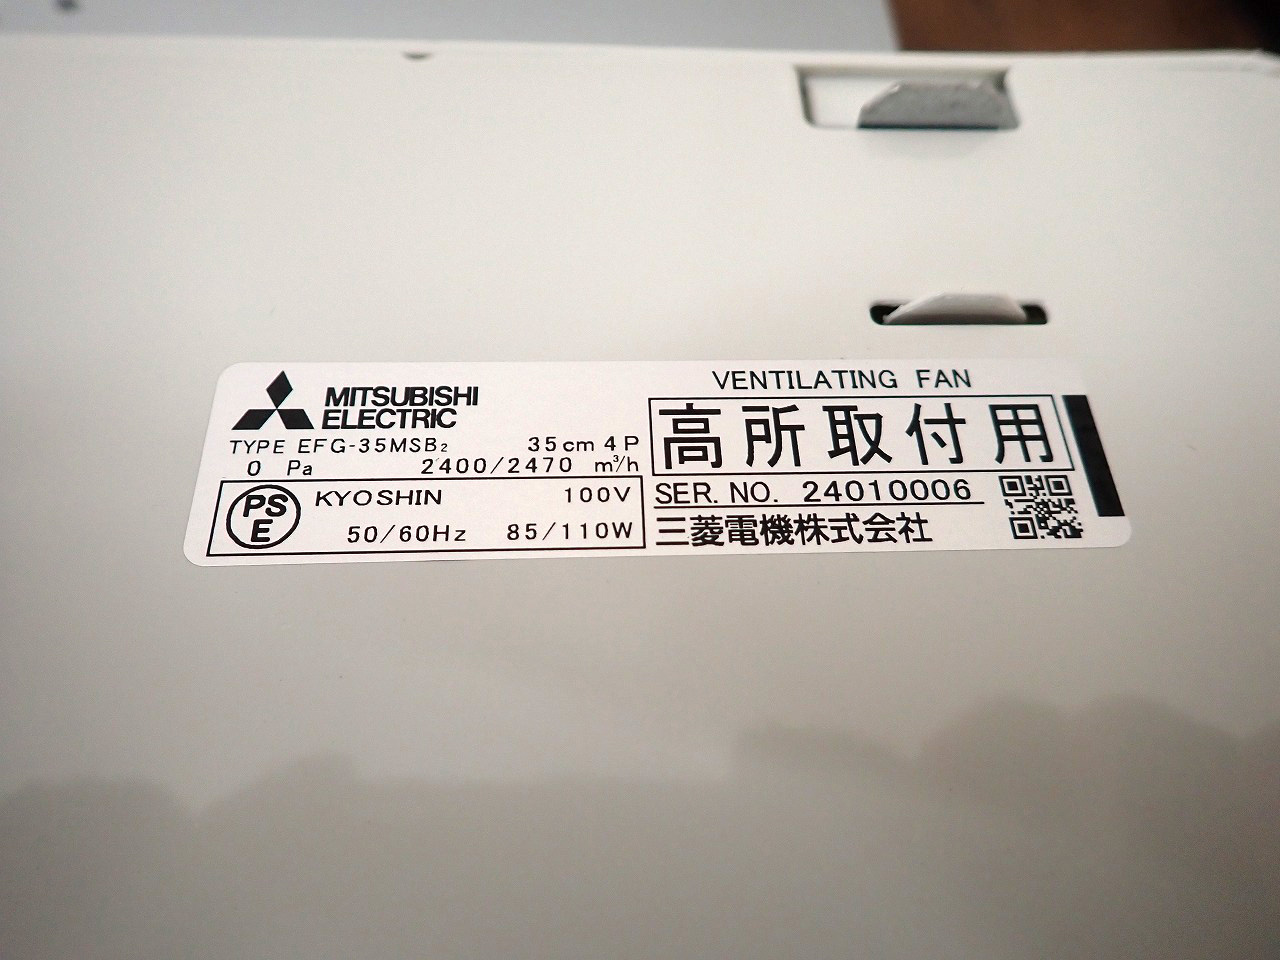 MITSUBISHI
ELECTRIC
TYPE EFG-35MSB₂ 35cm 4P
0 Pa 2400/2470 m³/h
PS
E
KYOSHIN 100V
50/60Hz 85/110W
VENTILATING FAN
高所取付用
SER. NO. 24010006
三菱電機株式会社